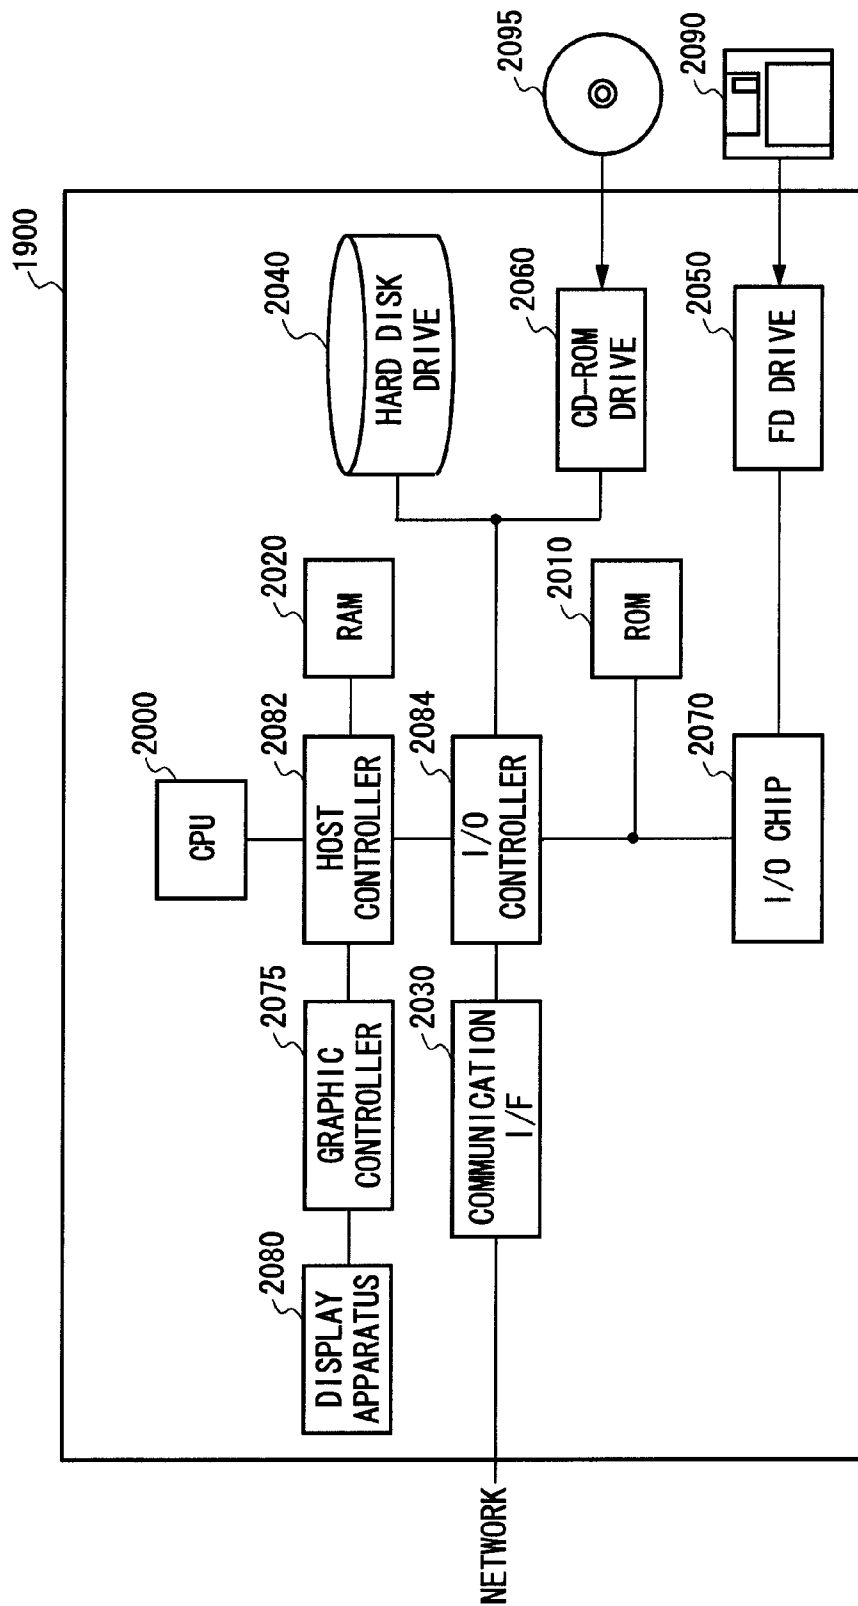 1900
2000
CPU
2080
DISPLAY
APPARATUS
2075
GRAPHIC
CONTROLLER
2082
HOST
CONTROLLER
2020
RAM
2040
HARD DISK
DRIVE
NETWORK
2030
COMMUNICATION
I/F
2084
I/O
CONTROLLER
2060
CD-ROM
DRIVE
2095
2010
ROM
2070
I/O CHIP
2050
FD DRIVE
2090